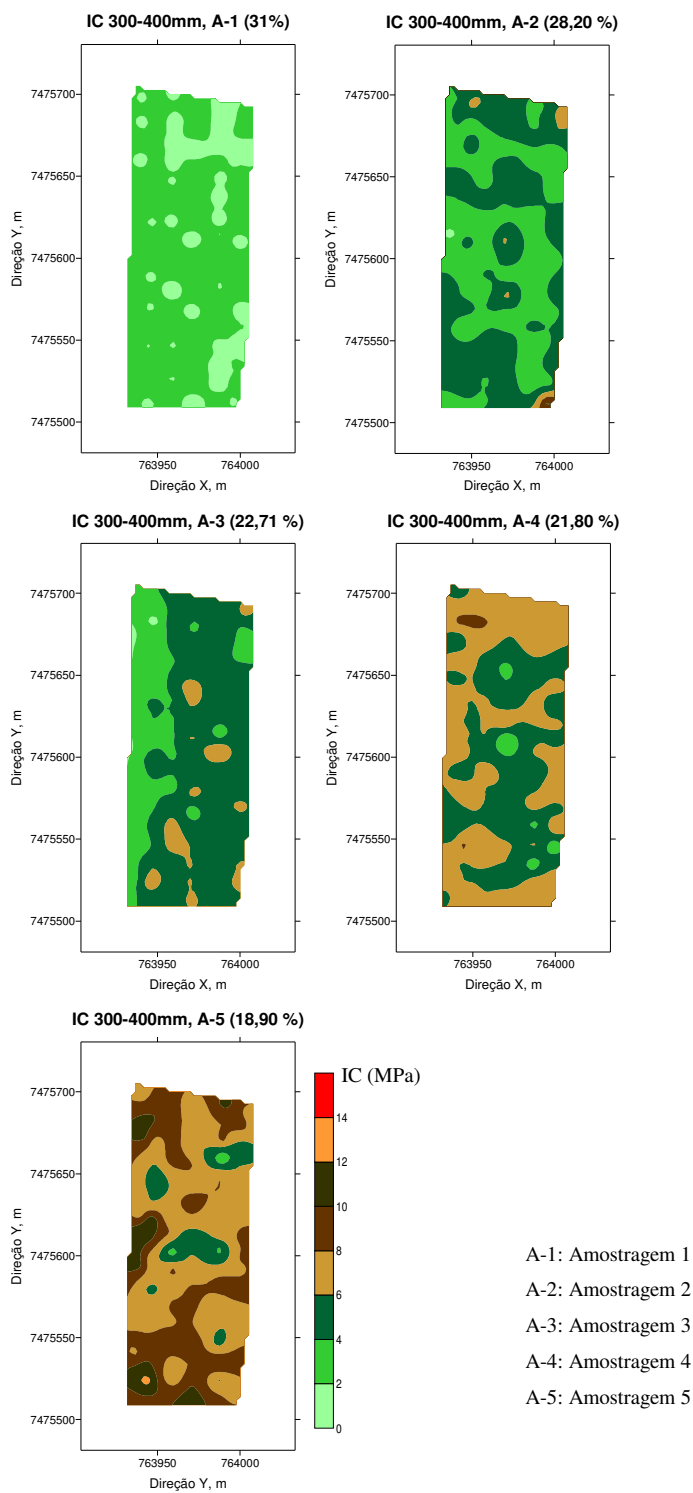 IC 300-400mm, A-1 (31%)
7475700
7475650
7475600
7475550
7475500
Direção Y, m
763950 764000
Direção X, m
IC 300-400mm, A-2 (28,20 %)
7475700
7475650
7475600
7475550
7475500
Direção Y, m
763950 764000
Direção X, m
IC 300-400mm, A-3 (22,71 %)
7475700
7475650
7475600
7475550
7475500
Direção Y, m
763950 764000
Direção X, m
IC 300-400mm, A-4 (21,80 %)
7475700
7475650
7475600
7475550
7475500
Direção Y, m
763950 764000
Direção X, m
IC 300-400mm, A-5 (18,90 %)
7475700
7475650
7475600
7475550
7475500
Direção Y, m
763950 764000
Direção Y, m
IC (MPa)
14
12
10
8
6
4
2
0
A-1: Amostragem 1
A-2: Amostragem 2
A-3: Amostragem 3
A-4: Amostragem 4
A-5: Amostragem 5